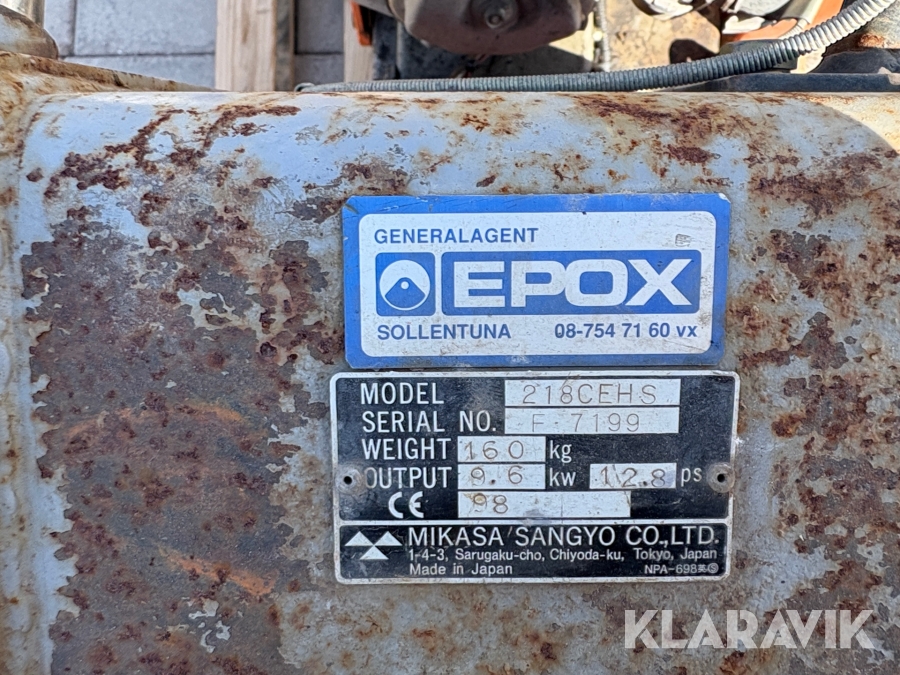 GENERALAGENT
EPOX
SOLLENTUNA 08-754 71 60 vx
MODEL 218CEHS
SERIAL NO. F-7199
WEIGHT 160 kg
OUTPUT 9.6 kw 12.8 ps
CE 98
MIKASA SANGYO CO.,LTD.
1-4-3, Sarugaku-cho, Chiyoda-ku, Tokyo, Japan
Made in Japan NPA-698
KLARAVIK